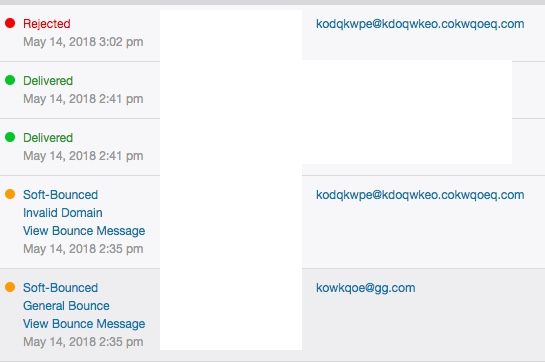 Rejected kodqkwpe@kdoqwkeo.cokwqoeq.com
May 14, 2018 3:02 pm
Delivered
May 14, 2018 2:41 pm
Delivered
May 14, 2018 2:41 pm
Soft-Bounced kodqkwpe@kdoqwkeo.cokwqoeq.com
Invalid Domain
View Bounce Message
May 14, 2018 2:35 pm
Soft-Bounced kowkqoe@gg.com
General Bounce
View Bounce Message
May 14, 2018 2:35 pm